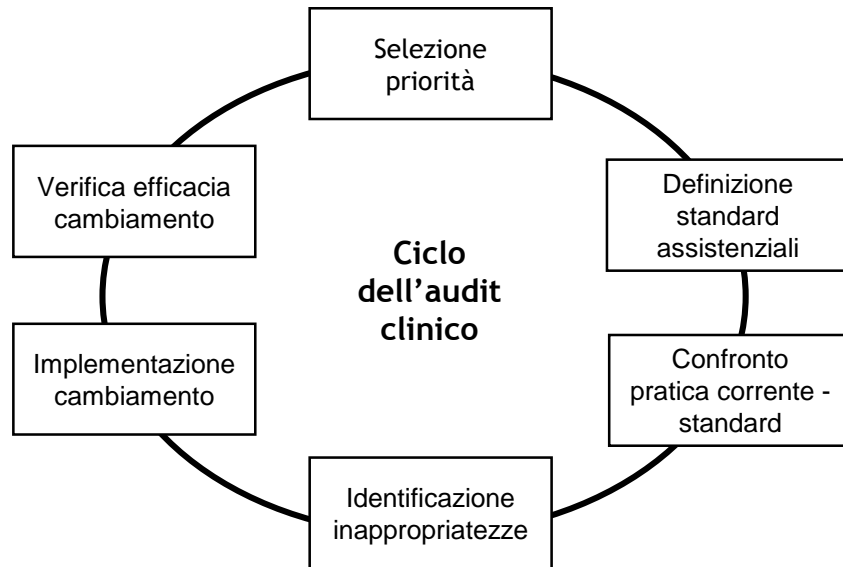 Selezione
priorità
Verifica efficacia
cambiamento
Definizione
standard
assistenziali
Ciclo
dell’audit
clinico
Implementazione
cambiamento
Confronto
pratica corrente -
standard
Identificazione
inappropriatezze